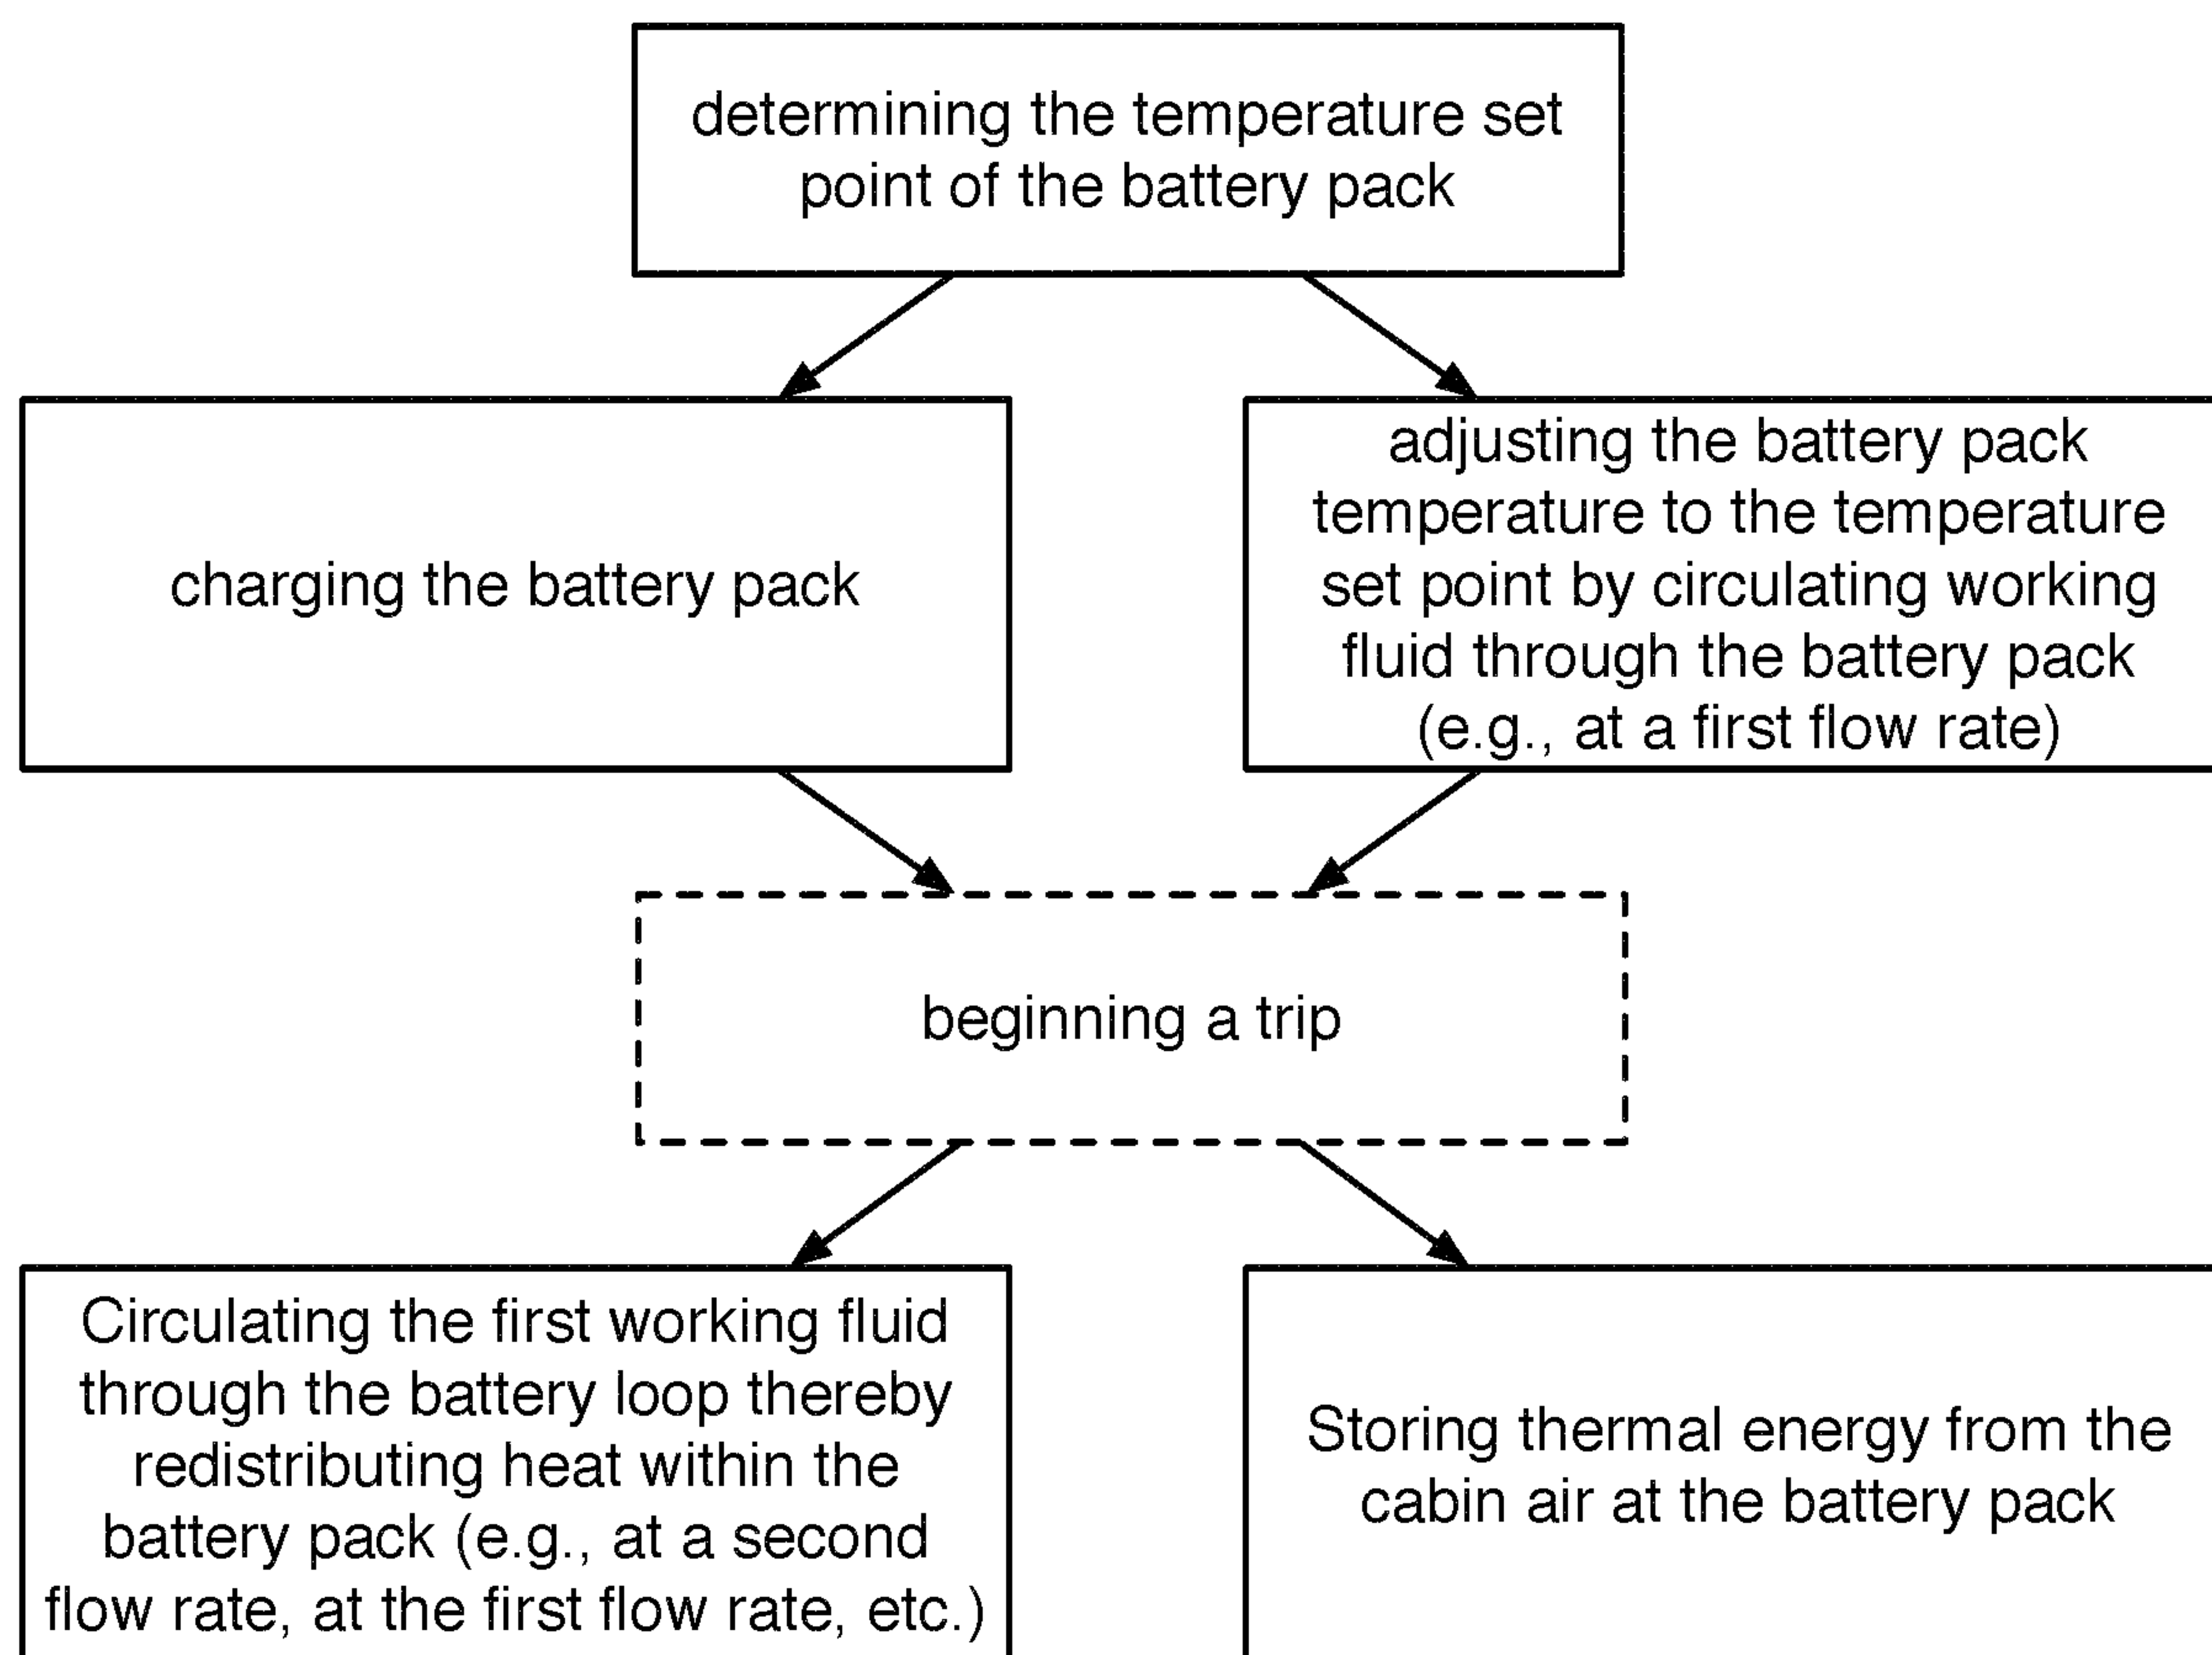 determining the temperature set
point of the battery pack
charging the battery pack
adjusting the battery pack
temperature to the temperature
set point by circulating working
fluid through the battery pack
(e.g., at a first flow rate)
beginning a trip
Circulating the first working fluid
through the battery loop thereby
redistributing heat within the
battery pack (e.g., at a second
flow rate, at the first flow rate, etc.)
Storing thermal energy from the
cabin air at the battery pack